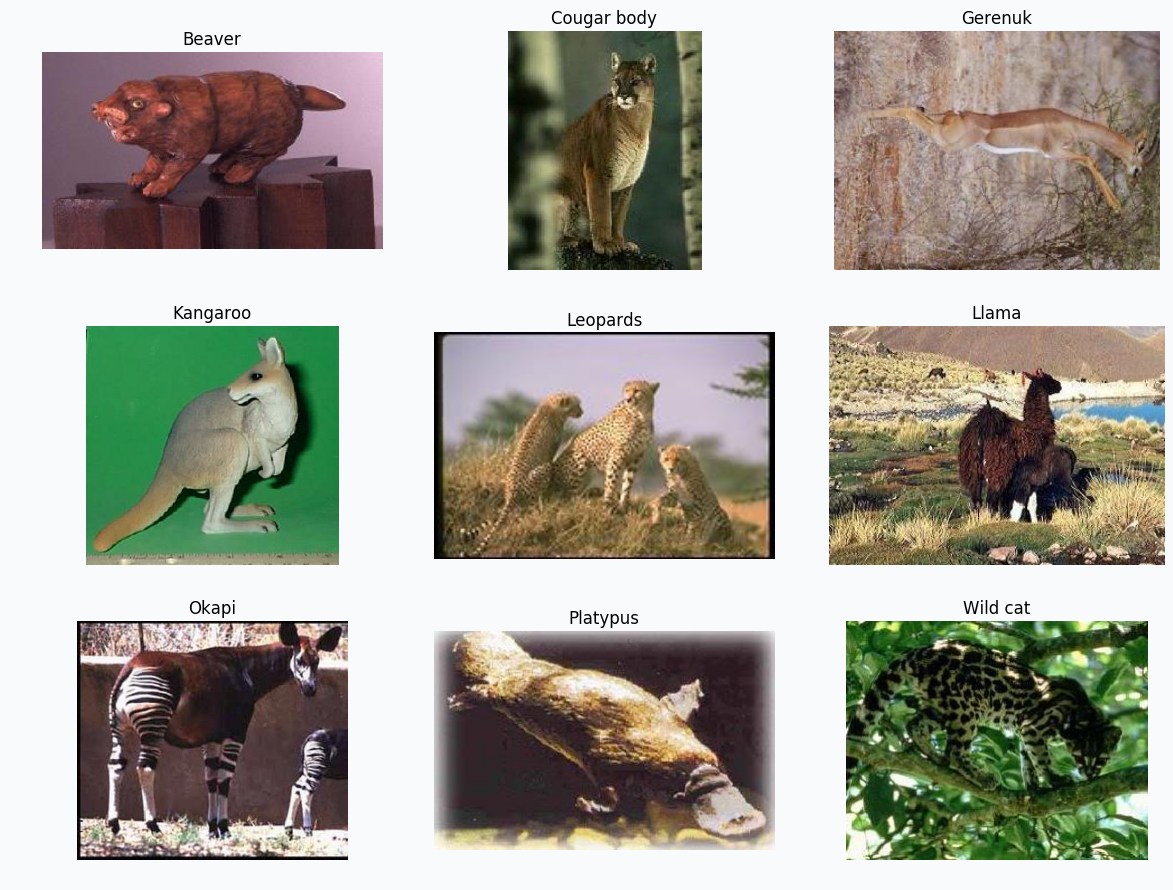 Beaver
Cougar body
Gerenuk
Kangaroo
Leopards
Llama
Okapi
Platypus
Wild cat